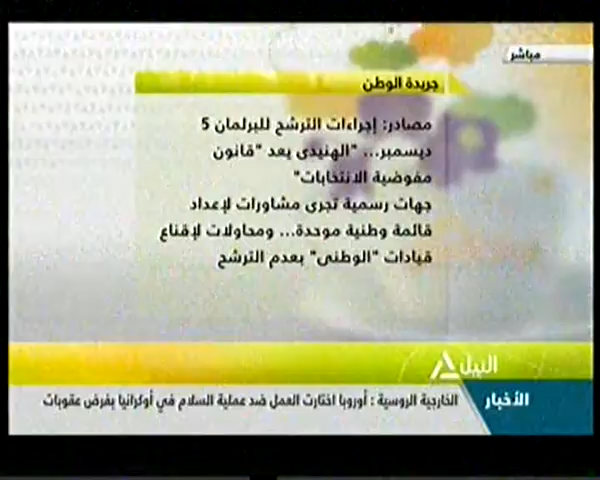 مباشر
جريدة الوطن
مصادر: إجراءات الترشح للبرلمان 5
ديسمبر... "الهنيدى يعد "قانون
مفوضية الانتخابات"
جهات رسمية تجرى مشاورات لإعداد
قائمة وطنية موحدة... ومحاولات لإقناع
قيادات "الوطنى" بعدم الترشح
النيل
الأخبار
الخارجية الروسية : أوروبا اختارت العمل ضد عملية السلام في أوكرانيا بفرض عقوبات